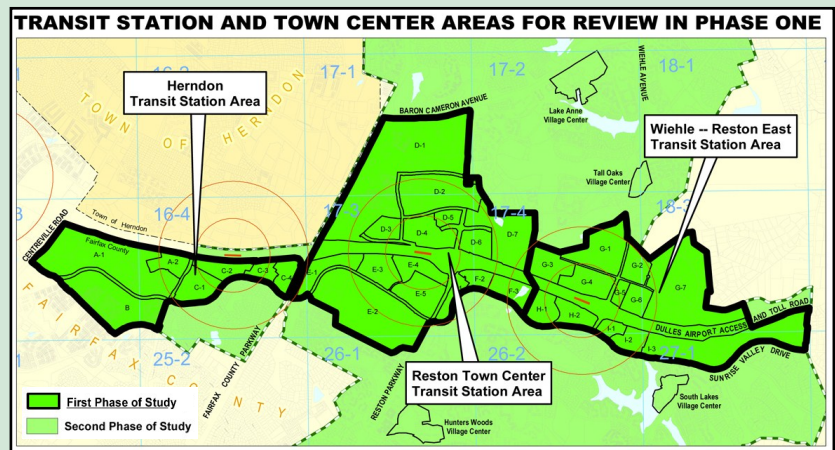 TRANSIT STATION AND TOWN CENTER AREAS FOR REVIEW IN PHASE ONE
16-2
17-1
17-2
18-1
WIEHLE AVENUE
Herndon
Transit Station Area
TOWN OF HERNDON
BARON CAMERON AVENUE
Lake Anne
Village Center
Wiehle -- Reston East
Transit Station Area
D-1
Tall Oaks
Village Center
D-2
CENTREVILLE ROAD
Town of Herndon
Fairfax County
16-4
17-3
17-4
18-3
D-3
D-4
D-5
D-6
D-7
A-1
A-2
B
C-1
C-2
C-3
C-4
E-1
E-2
E-3
E-4
E-5
F-2
F-3
G-1
G-2
G-3
G-4
G-5
G-6
G-7
H-1
H-2
I-1
I-2
I-3
DULLES AIRPORT ACCESS AND TOLL ROAD
SUNRISE VALLEY DRIVE
FAIRFAX COUNTY
25-2
26-1
26-2
27-1
FAIRFAX COUNTY PARKWAY
RESTON PARKWAY
Reston Town Center
Transit Station Area
South Lakes
Village Center
Hunters Woods
Village Center
First Phase of Study
Second Phase of Study